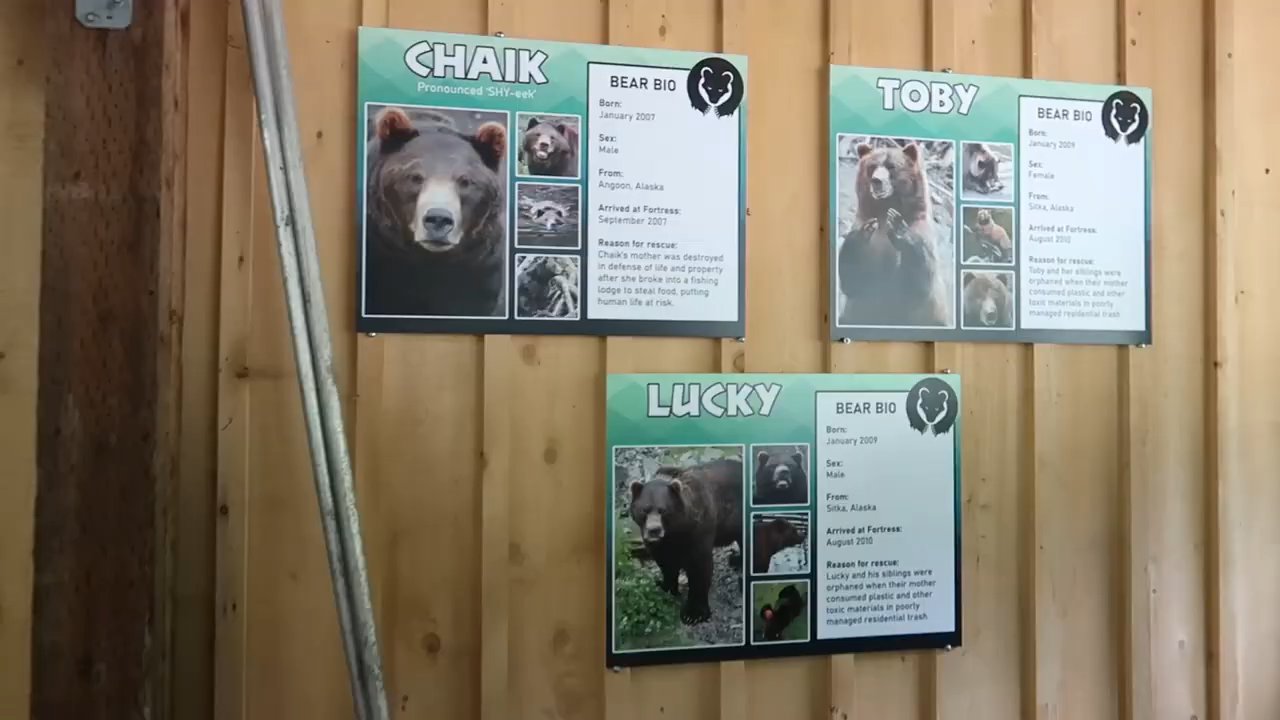 CHAIK
Pronounced 'SHY-eek'
BEAR BIO
Born:
January 2007
Sex:
Male
From:
Angoon, Alaska
Arrived at Fortress:
September 2007
Reason for rescue:
Chaik's mother was destroyed
in defense of life and property
after she broke into a fishing
lodge to steal food, putting
human life at risk.
TOBY
BEAR BIO
Born:
January 2009
Sex:
Female
From:
Sitka, Alaska
Arrived at Fortress:
August 2010
Reason for rescue:
Toby and her siblings were
orphaned when their mother
consumed plastic and other
toxic materials in poorly
managed residential trash
LUCKY
BEAR BIO
Born:
January 2009
Sex:
Male
From:
Sitka, Alaska
Arrived at Fortress:
August 2010
Reason for rescue:
Lucky and his siblings were
orphaned when their mother
consumed plastic and other
toxic materials in poorly
managed residential trash